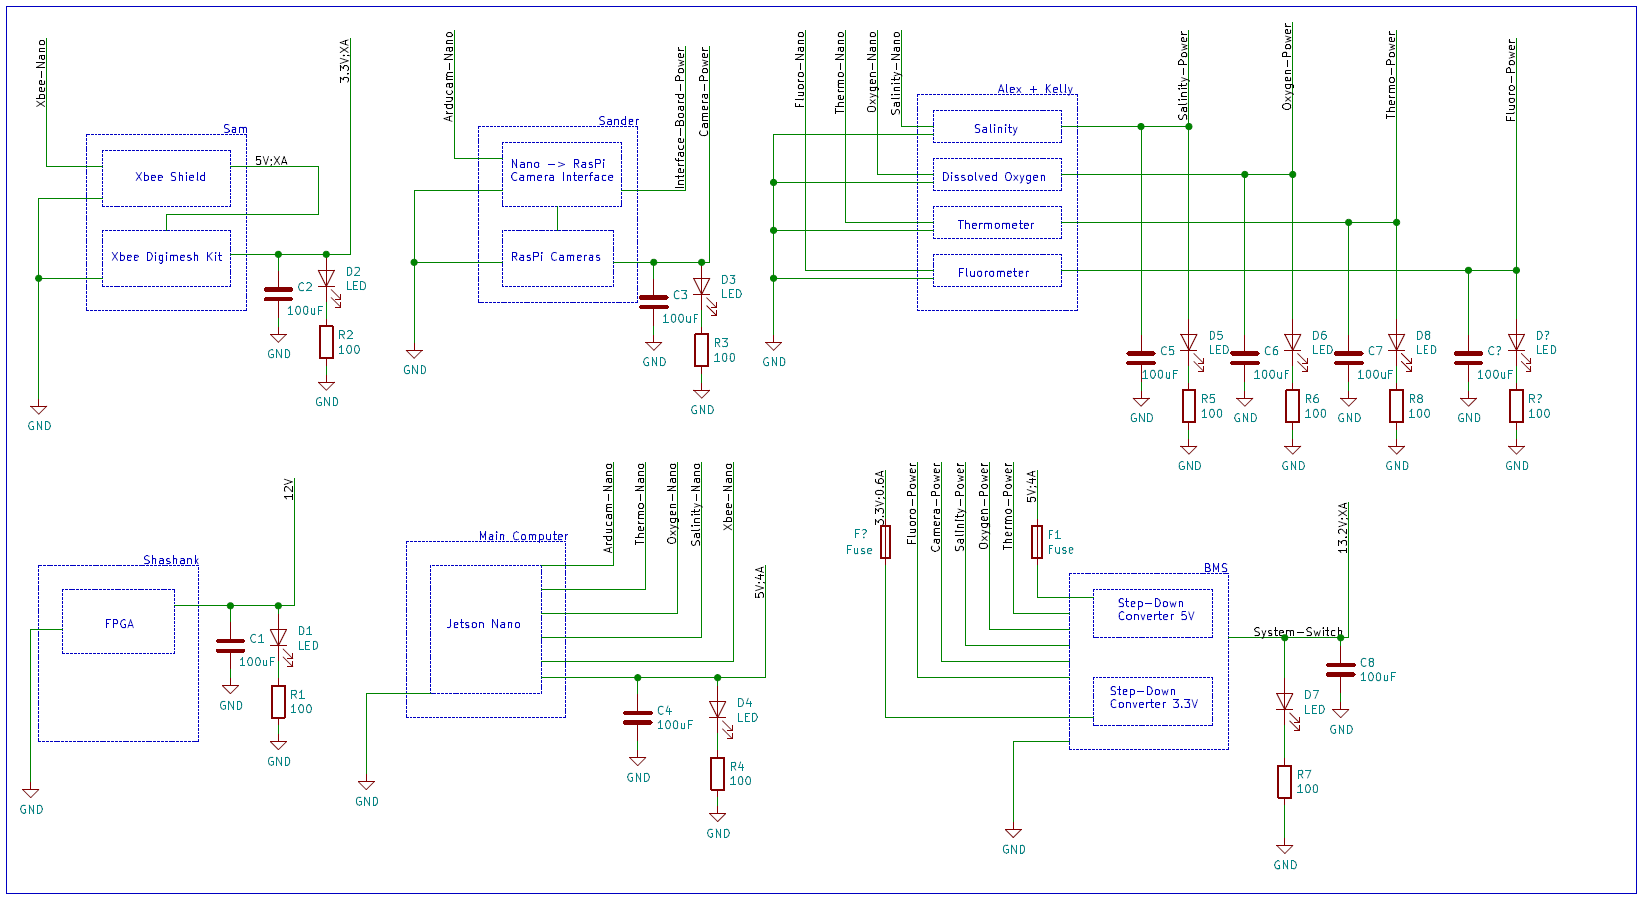 Xbee-Nano
3.3V;XA
Sam
Xbee Shield
5V;XA
Xbee Digimesh Kit
C2
100uF
GND
D2
LED
R2
100
GND
GND
Arducam-Nano
Interface-Board-Power
Camera-Power
Sander
Nano -> RasPi
Camera Interface
RasPi Cameras
C3
100uF
GND
D3
LED
R3
100
GND
GND
Fluoro-Nano
Thermo-Nano
Oxygen-Nano
Salinity-Nano
Alex + Kelly
Salinity
Dissolved Oxygen
Thermometer
Fluorometer
GND
Salinity-Power
Oxygen-Power
Thermo-Power
Fluoro-Power
C5
100uF
GND
D5
LED
R5
100
GND
C6
100uF
GND
D6
LED
R6
100
GND
C7
100uF
GND
D8
LED
R8
100
GND
C?
100uF
GND
D?
LED
R?
100
GND
12V
Shashank
FPGA
C1
100uF
GND
D1
LED
R1
100
GND
GND
Arducam-Nano
Thermo-Nano
Oxygen-Nano
Salinity-Nano
Xbee-Nano
5V;4A
Main Computer
Jetson Nano
C4
100uF
GND
D4
LED
R4
100
GND
GND
3.3V;0.6A
Fluoro-Power
Camera-Power
Salinity-Power
Oxygen-Power
Thermo-Power
5V;4A
F?
Fuse
F1
Fuse
BMS
Step-Down
Converter 5V
Step-Down
Converter 3.3V
13.2V;XA
System-Switch
C8
100uF
GND
D7
LED
R7
100
GND
GND